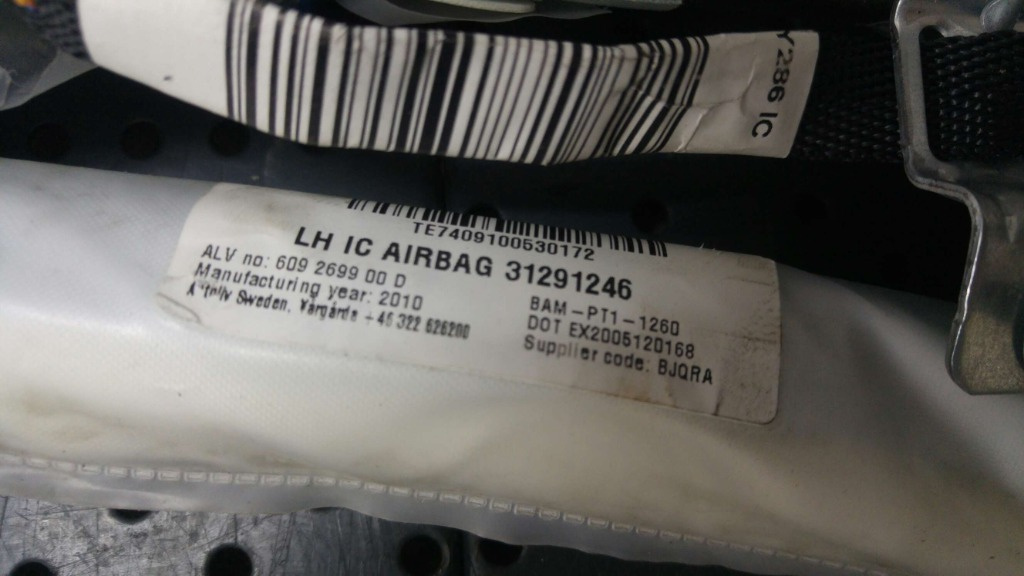 Y286 IC
TE7409100530172
LH IC AIRBAG 31291246
ALV no: 609 2699 00 D
Manufacturing year: 2010
Sweden, Vårgårda +46 322 626200
BAM-PT1-1260
DOT EX2005120168
Supplier code: BJQRA